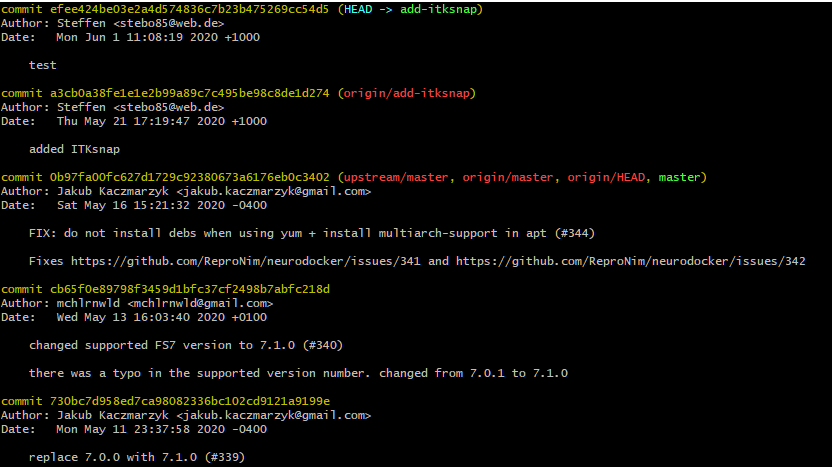 commit efee424be03e2a4d574836c7b23b475269cc54d5 (HEAD -> add-itksnap)
Author: Steffen <stebo85@web.de>
Date:   Mon Jun 1 11:08:19 2020 +1000
test
commit a3cb0a38fe1e1e2b99a89c7c495be98c8de1d274 (origin/add-itksnap)
Author: Steffen <stebo85@web.de>
Date:   Thu May 21 17:19:47 2020 +1000
added ITKsnap
commit 0b97fa00fc627d1729c92380673a6176eb0c3402 (upstream/master, origin/master, origin/HEAD, master)
Author: Jakub Kaczmarzyk <jakub.kaczmarzyk@gmail.com>
Date:   Sat May 16 15:21:32 2020 -0400
FIX: do not install debs when using yum + install multiarch-support in apt (#344)
Fixes https://github.com/ReproNim/neurodocker/issues/341 and https://github.com/ReproNim/neurodocker/issues/342
commit cb65f0e89798f3459d1bfc37cf2498b7abfc218d
Author: mchlrnwld <mchlrnwld@gmail.com>
Date:   Wed May 13 16:03:40 2020 +0100
changed supported FS7 version to 7.1.0 (#340)
there was a typo in the supported version number. changed from 7.0.1 to 7.1.0
commit 730bc7d958ed7ca98082336bc102cd9121a9199e
Author: Jakub Kaczmarzyk <jakub.kaczmarzyk@gmail.com>
Date:   Mon May 11 23:37:58 2020 -0400
replace 7.0.0 with 7.1.0 (#339)